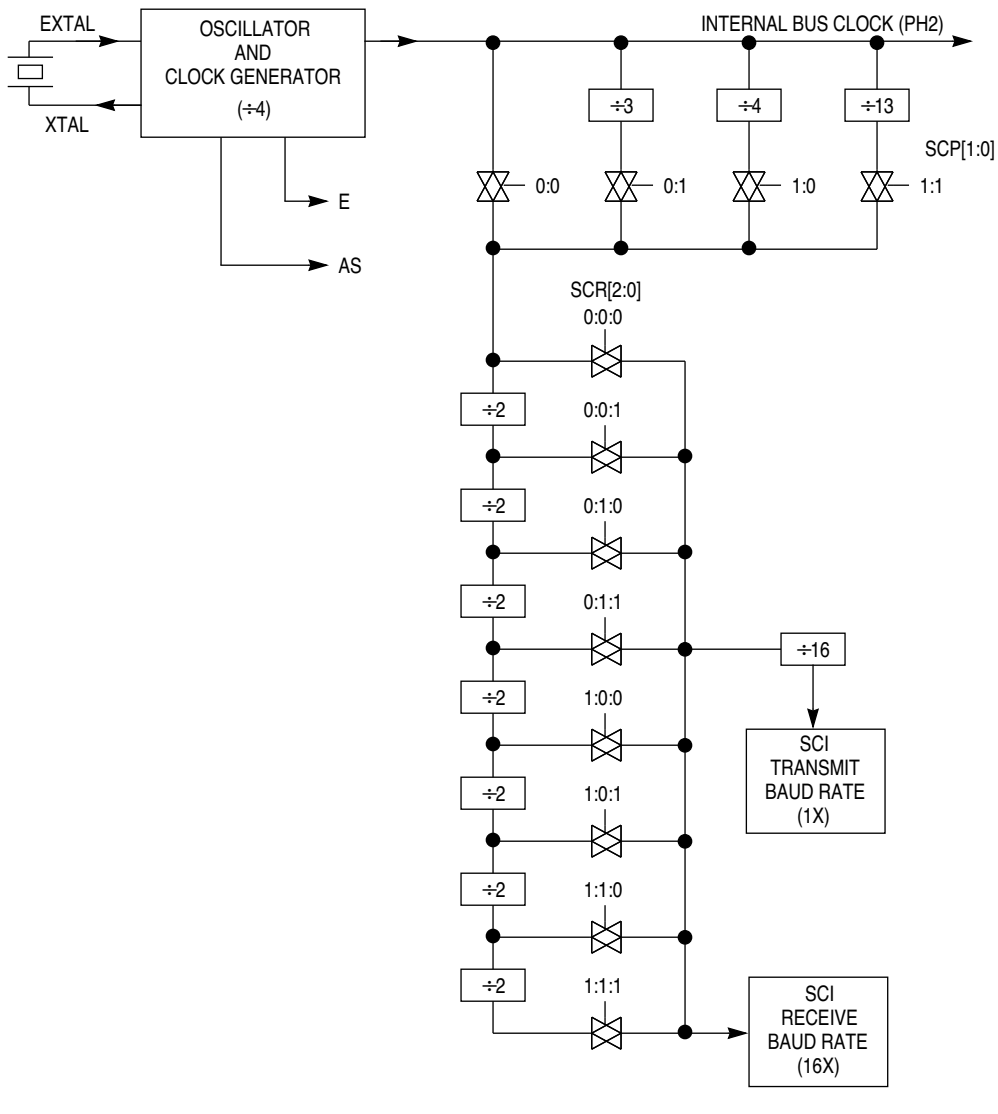 EXTAL
XTAL
OSCILLATOR
AND
CLOCK GENERATOR
(÷4)
E
AS
INTERNAL BUS CLOCK (PH2)
÷3
÷4
÷13
SCP[1:0]
0:0
0:1
1:0
1:1
SCR[2:0]
0:0:0
÷2
0:0:1
÷2
0:1:0
÷2
0:1:1
÷16
÷2
1:0:0
SCI
TRANSMIT
BAUD RATE
(1X)
÷2
1:0:1
÷2
1:1:0
÷2
1:1:1
SCI
RECEIVE
BAUD RATE
(16X)